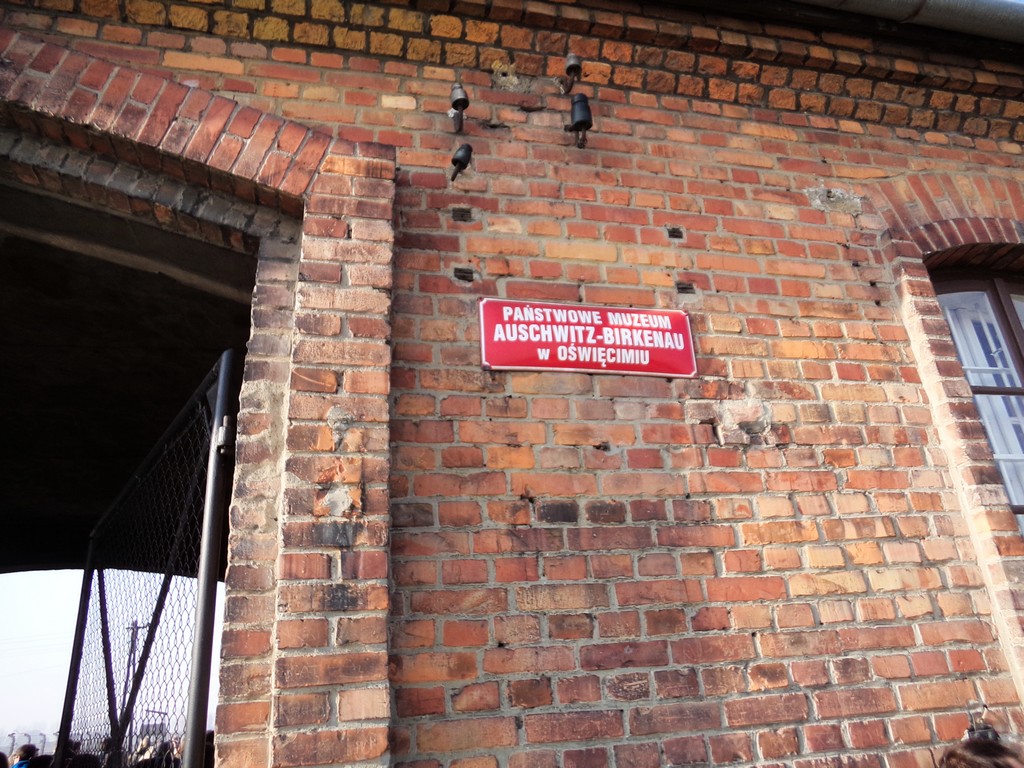 PAŃSTWOWE MUZEUM
AUSCHWITZ-BIRKENAU
w OŚWIĘCIMIU